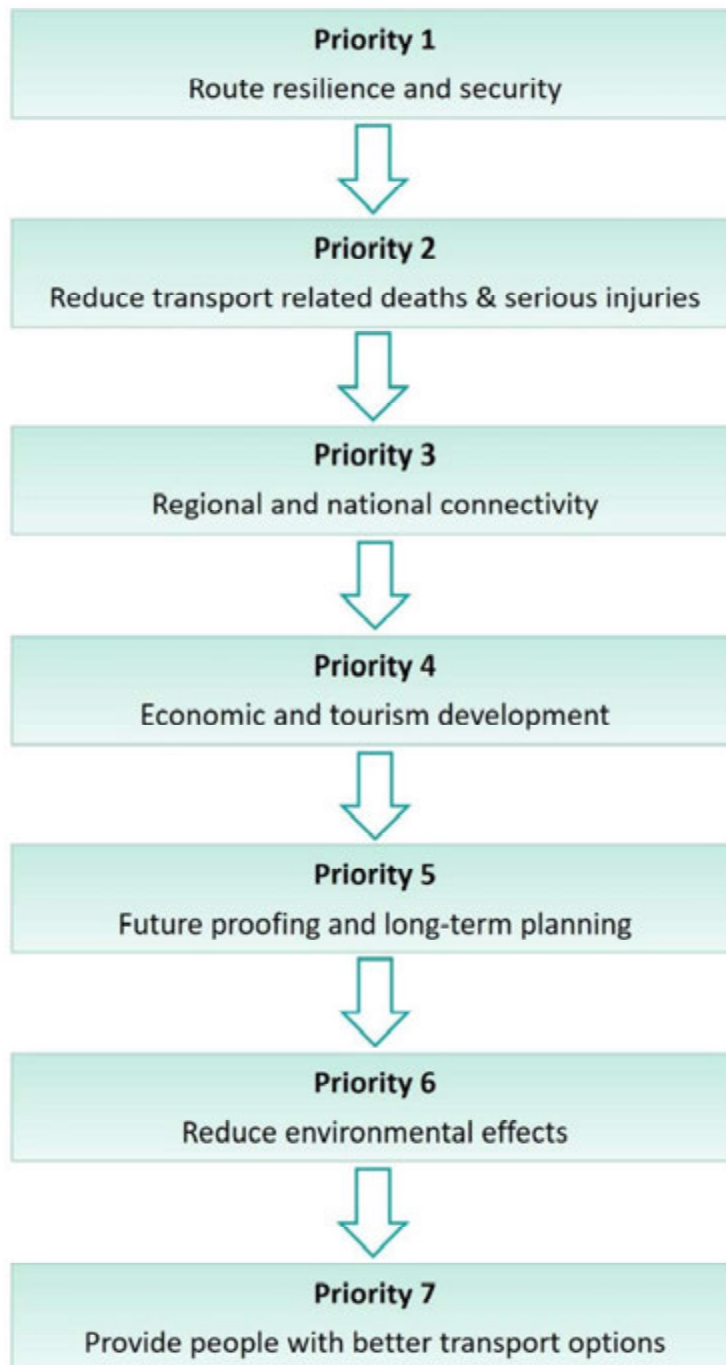 Priority 1
Route resilience and security
Priority 2
Reduce transport related deaths & serious injuries
Priority 3
Regional and national connectivity
Priority 4
Economic and tourism development
Priority 5
Future proofing and long-term planning
Priority 6
Reduce environmental effects
Priority 7
Provide people with better transport options